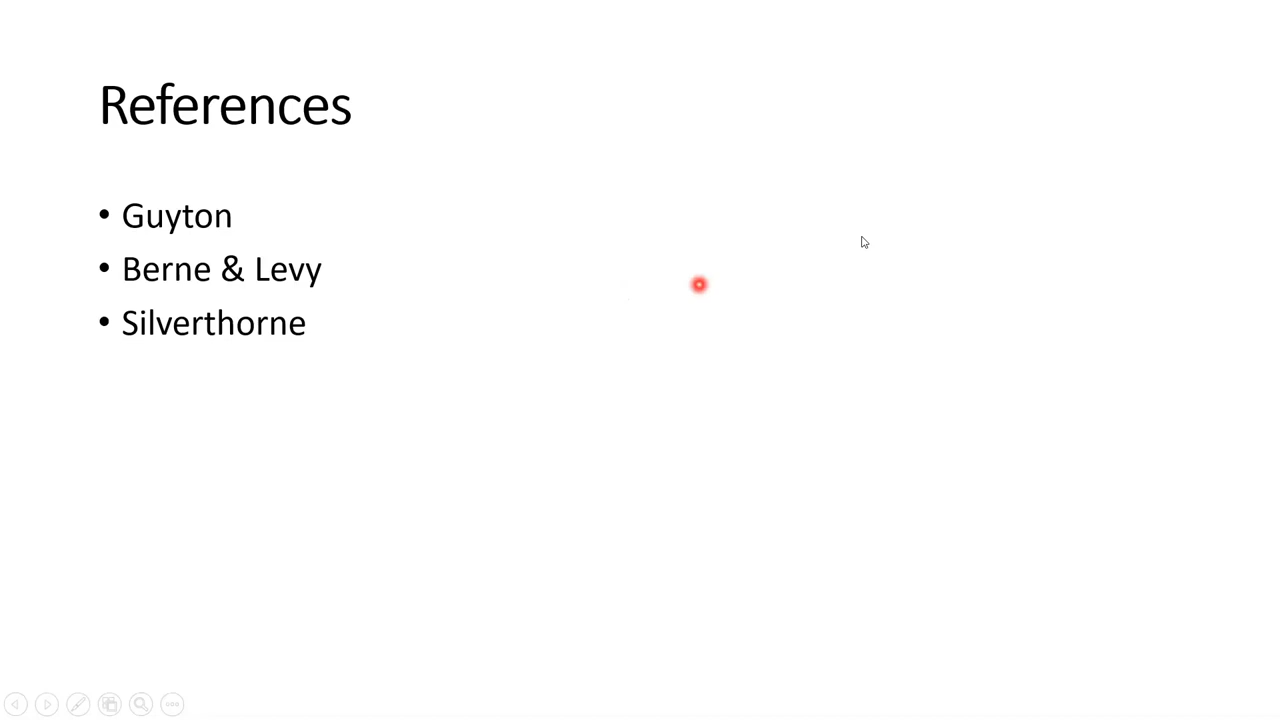 References
• Guyton
• Berne & Levy
• Silverthorne